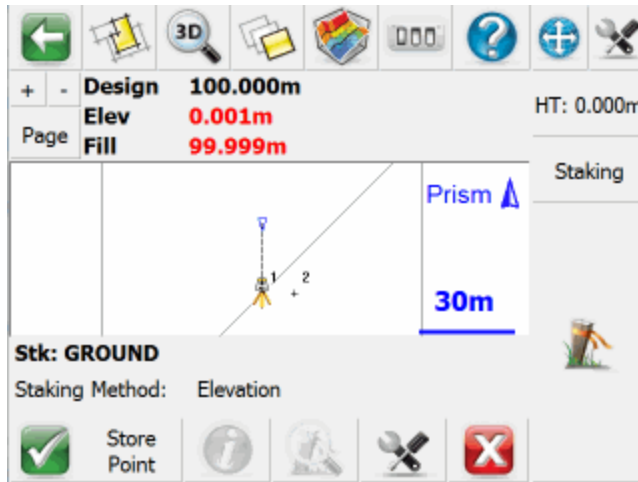 3D
+ - Design 100.000m
Elev 0.001m
Page
Fill 99.999m
HT: 0.000m
Staking
Prism
1 2
30m
Stk: GROUND
Staking Method: Elevation
Store
Point